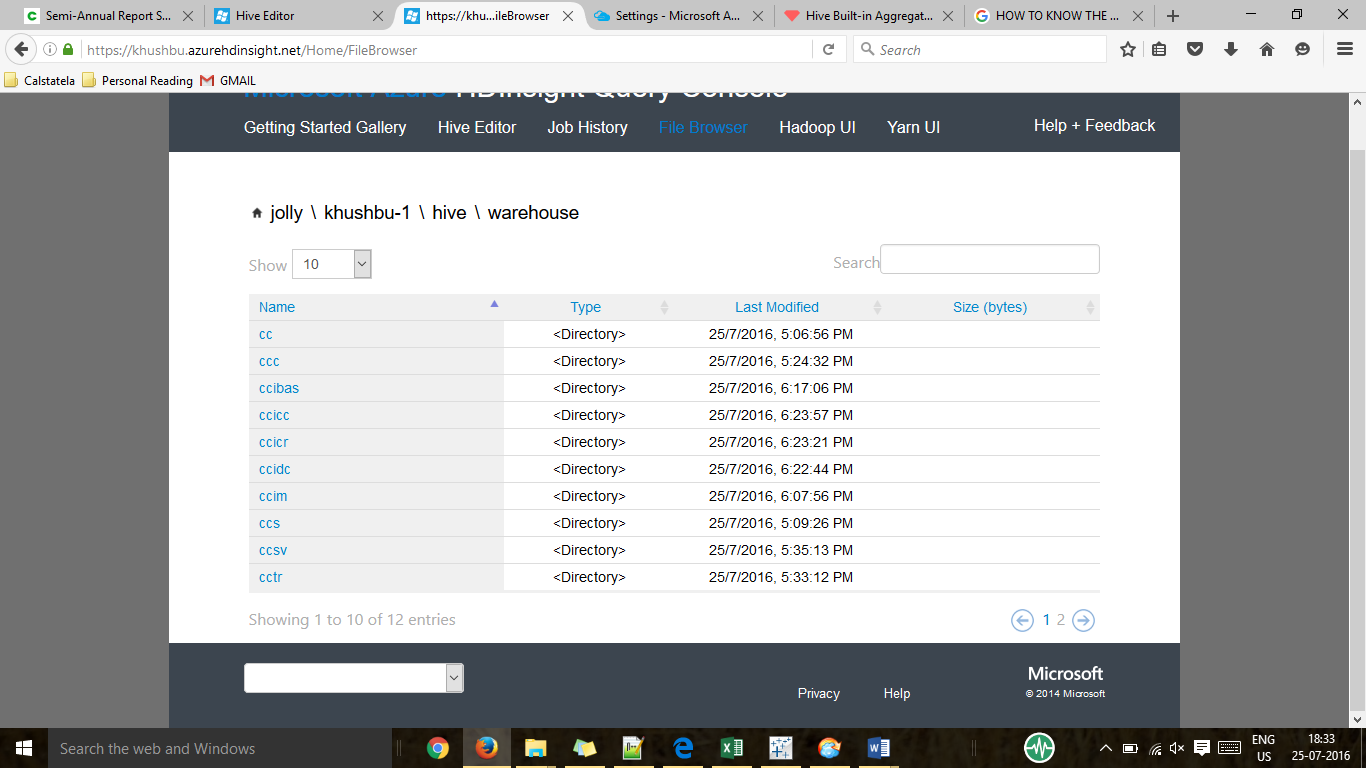 Semi-Annual Report S...
Hive Editor
https://khu...ileBrowser
Settings - Microsoft A...
Hive Built-in Aggregat...
HOW TO KNOW THE ...
https://khushbu.azurehdinsight.net/Home/FileBrowser
Search
Calstatela Personal Reading GMAIL
Microsoft Azure HDInsight Query Console
Getting Started Gallery Hive Editor Job History File Browser Hadoop UI Yarn UI Help + Feedback
jolly \ khushbu-1 \ hive \ warehouse
Show 10 Search
Name Type Last Modified Size (bytes)
cc <Directory> 25/7/2016, 5:06:56 PM
ccc <Directory> 25/7/2016, 5:24:32 PM
ccibas <Directory> 25/7/2016, 6:17:06 PM
ccicc <Directory> 25/7/2016, 6:23:57 PM
ccicr <Directory> 25/7/2016, 6:23:21 PM
ccidc <Directory> 25/7/2016, 6:22:44 PM
ccim <Directory> 25/7/2016, 6:07:56 PM
ccs <Directory> 25/7/2016, 5:09:26 PM
ccsv <Directory> 25/7/2016, 5:35:13 PM
cctr <Directory> 25/7/2016, 5:33:12 PM
Showing 1 to 10 of 12 entries 1 2
Microsoft
Privacy Help © 2014 Microsoft
Search the web and Windows
ENG
US
18:33
25-07-2016